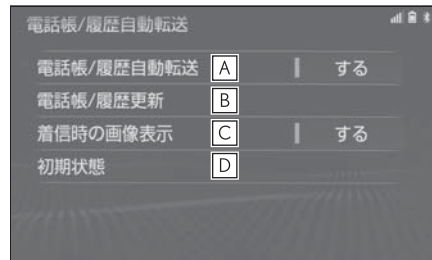 電話帳/履歴自動転送
電話帳/履歴自動転送 A する
電話帳/履歴更新 B
着信時の画像表示 C する
初期状態 D